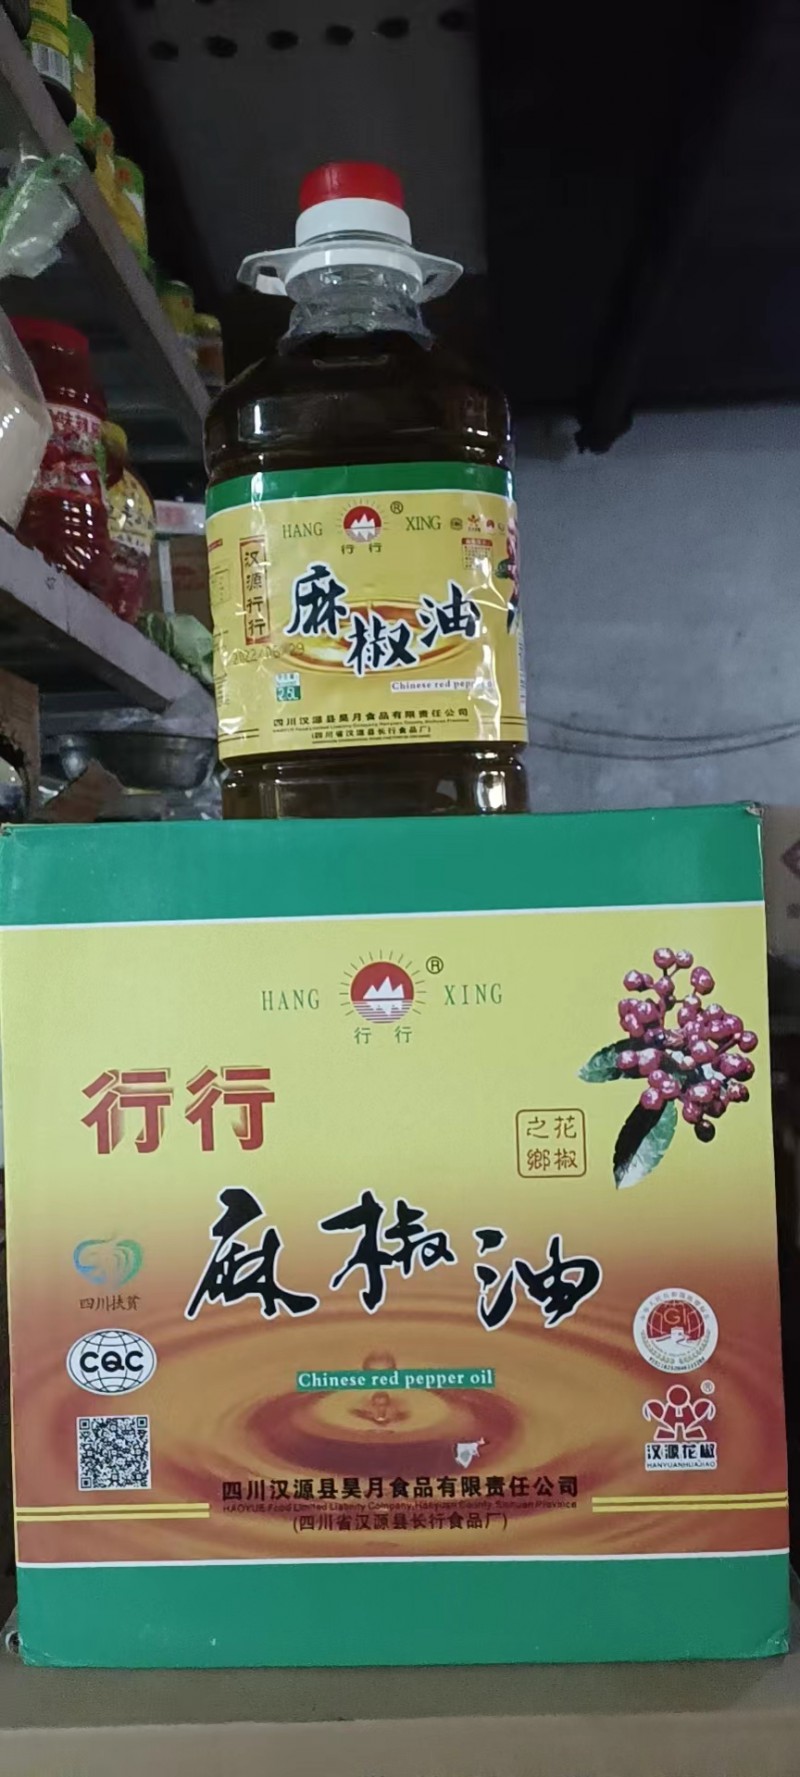 HANG ® XING
行行
汉源行行
麻椒油
2022/06/29
2.5L
四川汉源县昊月食品有限责任公司
(四川省汉源县长行食品厂)
HANG ® XING
行 行
行行
花椒之鄉
麻椒油
四川扶贫
CQC
Chinese red pepper oil
GI
®
汉源花椒
HANYUANHUAJIAO
四川汉源县昊月食品有限责任公司
HAOYUE Food Limited Liability Company, Hanyuan County, Sichuan Province
(四川省汉源县长行食品厂)